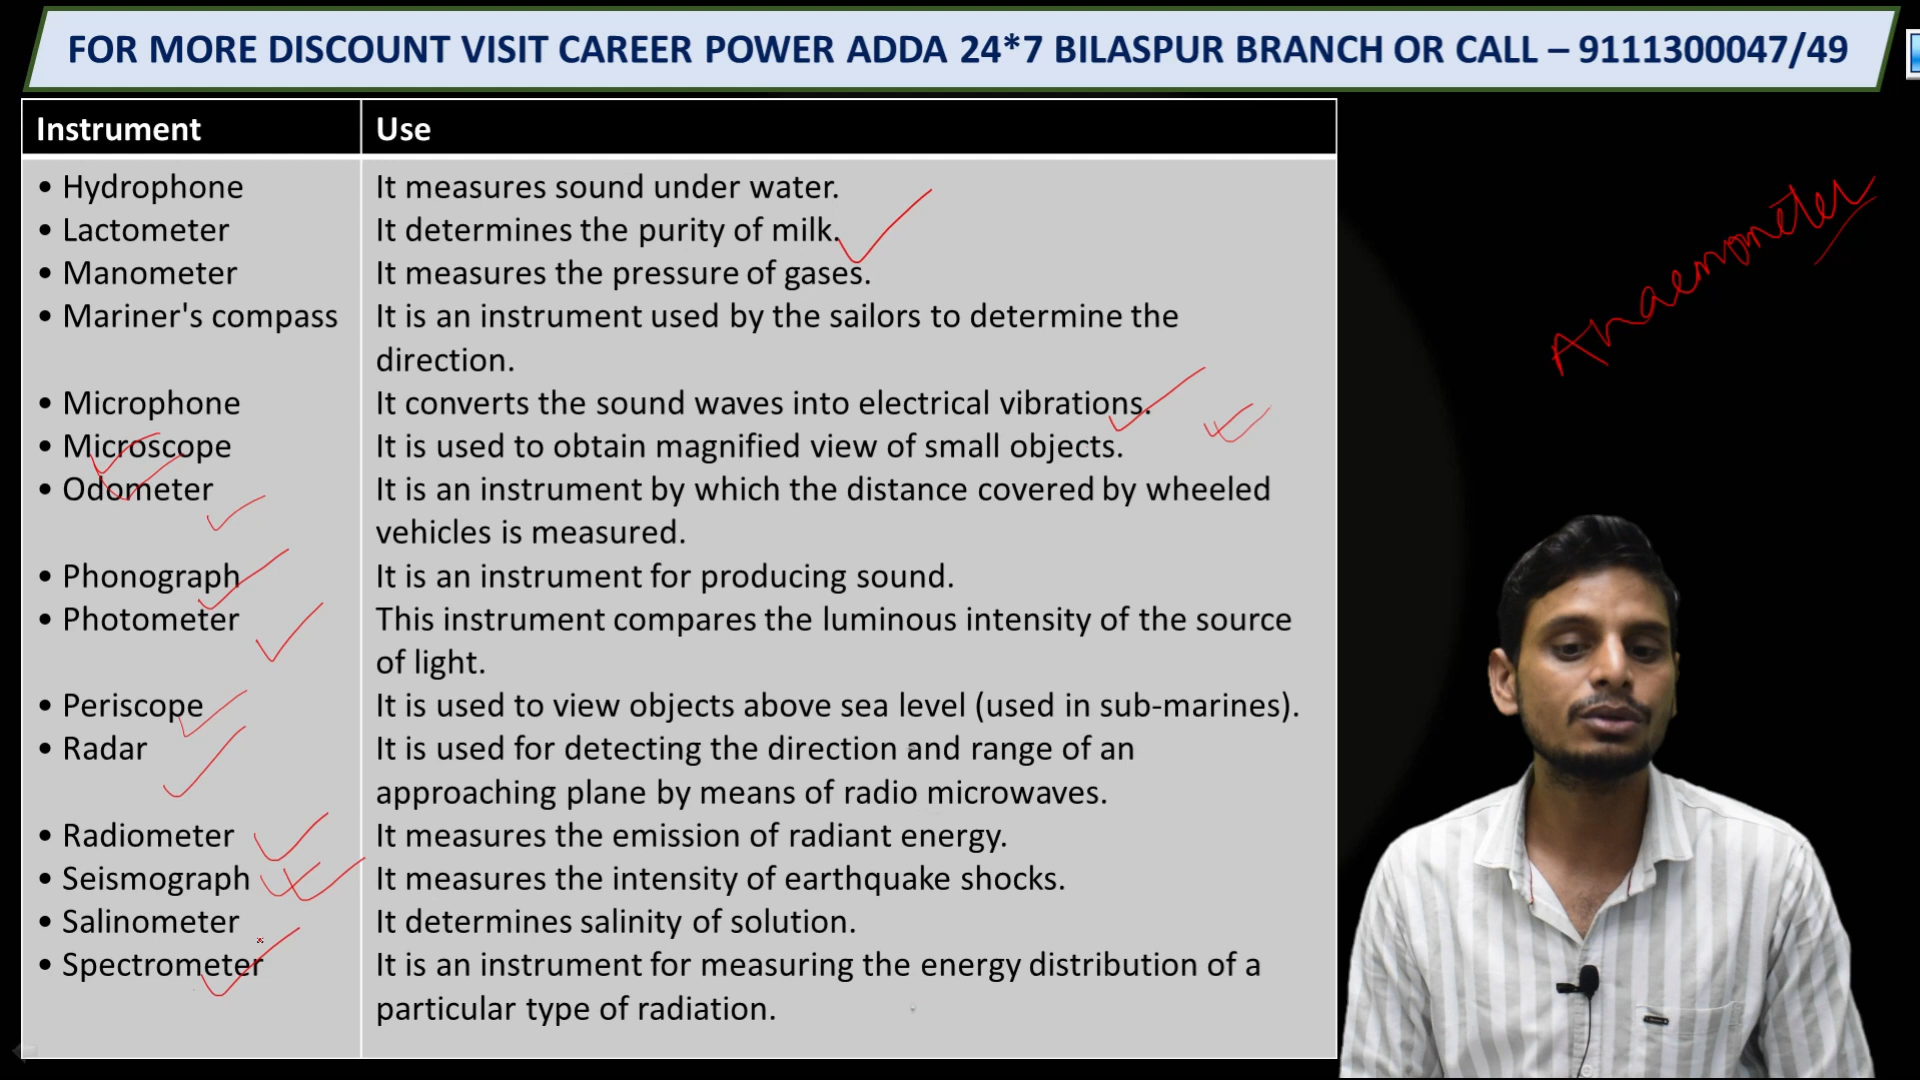 FOR MORE DISCOUNT VISIT CAREER POWER ADDA 24*7 BILASPUR BRANCH OR CALL – 9111300047/49
Instrument Use
• Hydrophone It measures sound under water.
• Lactometer It determines the purity of milk.
• Manometer It measures the pressure of gases.
• Mariner's compass It is an instrument used by the sailors to determine the
direction.
• Microphone It converts the sound waves into electrical vibrations.
• Microscope It is used to obtain magnified view of small objects.
• Odometer It is an instrument by which the distance covered by wheeled
vehicles is measured.
• Phonograph It is an instrument for producing sound.
• Photometer This instrument compares the luminous intensity of the source
of light.
• Periscope It is used to view objects above sea level (used in sub-marines).
• Radar It is used for detecting the direction and range of an
approaching plane by means of radio microwaves.
• Radiometer It measures the emission of radiant energy.
• Seismograph It measures the intensity of earthquake shocks.
• Salinometer It determines salinity of solution.
• Spectrometer It is an instrument for measuring the energy distribution of a
particular type of radiation.
Anaemometer